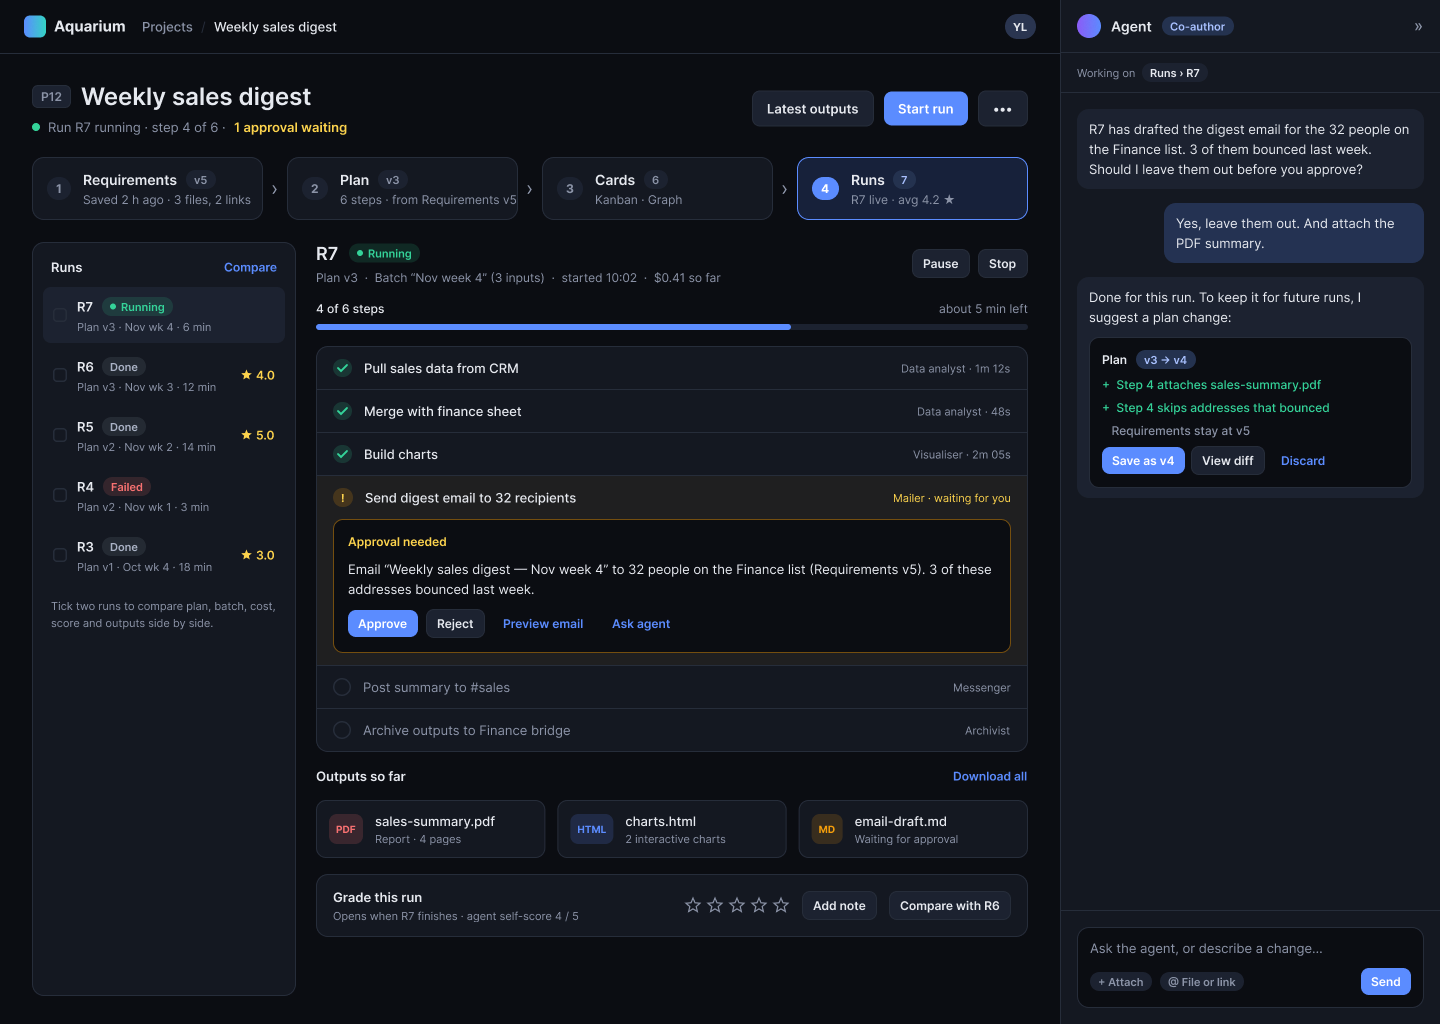 Aquarium
Projects / Weekly sales digest
YL
P12
Weekly sales digest
Run R7 running · step 4 of 6 · 1 approval waiting
Latest outputs
Start run
•••
1
Requirements v5
Saved 2 h ago · 3 files, 2 links
›
2
Plan v3
6 steps · from Requirements v5
›
3
Cards 6
Kanban · Graph
›
4
Runs 7
R7 live · avg 4.2 ★
Runs
Compare
R7 Running
Plan v3 · Nov wk 4 · 6 min
R6 Done
Plan v3 · Nov wk 3 · 12 min
★ 4.0
R5 Done
Plan v2 · Nov wk 2 · 14 min
★ 5.0
R4 Failed
Plan v2 · Nov wk 1 · 3 min
R3 Done
Plan v1 · Oct wk 4 · 18 min
★ 3.0
Tick two runs to compare plan, batch, cost,
score and outputs side by side.
R7 Running
Plan v3 · Batch “Nov week 4” (3 inputs) · started 10:02 · $0.41 so far
Pause
Stop
4 of 6 steps
about 5 min left
Pull sales data from CRM
Data analyst · 1m 12s
Merge with finance sheet
Data analyst · 48s
Build charts
Visualiser · 2m 05s
!
Send digest email to 32 recipients
Mailer · waiting for you
Approval needed
Email “Weekly sales digest — Nov week 4” to 32 people on the Finance list (Requirements v5). 3 of these
addresses bounced last week.
Approve
Reject
Preview email
Ask agent
Post summary to #sales
Messenger
Archive outputs to Finance bridge
Archivist
Outputs so far
Download all
PDF
sales-summary.pdf
Report · 4 pages
HTML
charts.html
2 interactive charts
MD
email-draft.md
Waiting for approval
Grade this run
Opens when R7 finishes · agent self-score 4 / 5
Add note
Compare with R6
Agent Co-author
»
Working on Runs › R7
R7 has drafted the digest email for the 32 people on
the Finance list. 3 of them bounced last week.
Should I leave them out before you approve?
Yes, leave them out. And attach the
PDF summary.
Done for this run. To keep it for future runs, I
suggest a plan change:
Plan v3 → v4
+ Step 4 attaches sales-summary.pdf
+ Step 4 skips addresses that bounced
Requirements stay at v5
Save as v4
View diff
Discard
Ask the agent, or describe a change...
+ Attach
@ File or link
Send